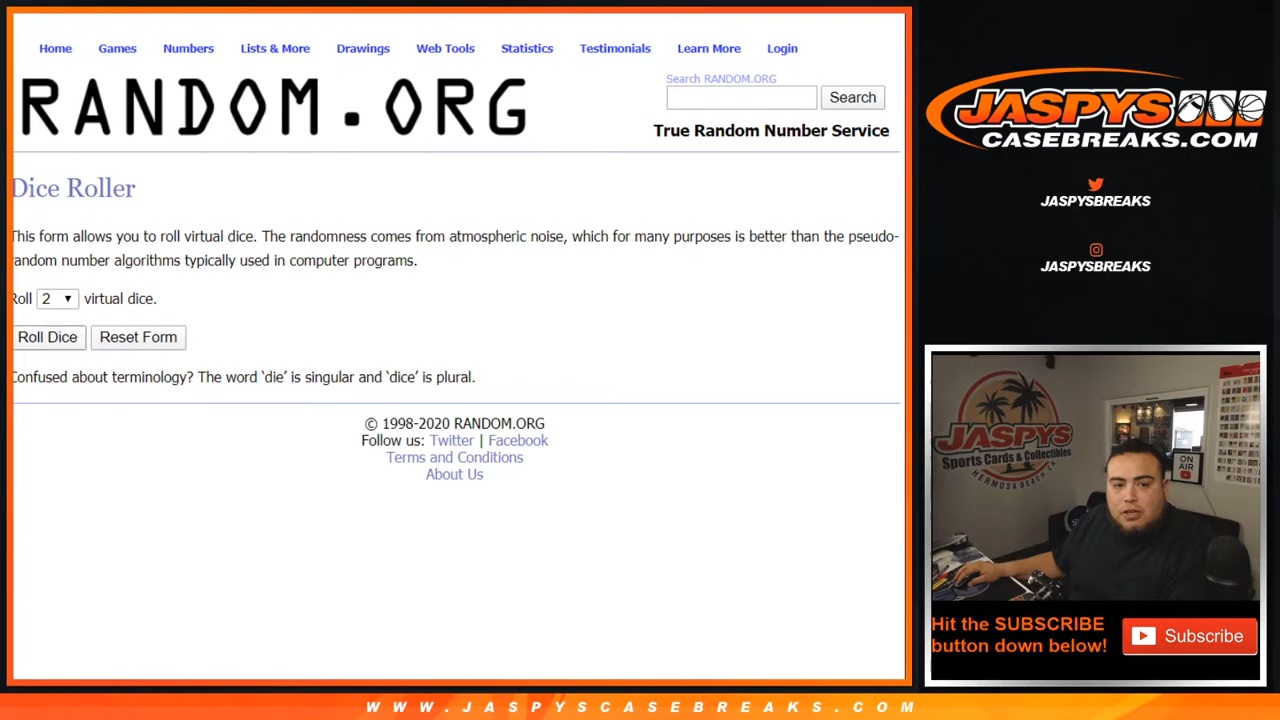 Home Games Numbers Lists & More Drawings Web Tools Statistics Testimonials Learn More Login
RANDOM.ORG
Search RANDOM.ORG
Search
True Random Number Service
Dice Roller
This form allows you to roll virtual dice. The randomness comes from atmospheric noise, which for many purposes is better than the pseudo-
random number algorithms typically used in computer programs.
Roll 2 virtual dice.
Roll Dice Reset Form
Confused about terminology? The word ‘die’ is singular and ‘dice’ is plural.
© 1998-2020 RANDOM.ORG
Follow us: Twitter | Facebook
Terms and Conditions
About Us
JASPYS
CASEBREAKS.COM
JASPYSBREAKS
JASPYSBREAKS
JASPYS
Sports Cards & Collectibles
HERMOSA BEACH CA
ON
AIR
Hit the SUBSCRIBE
button down below!
Subscribe
WWW.JASPYSCASEBREAKS.COM